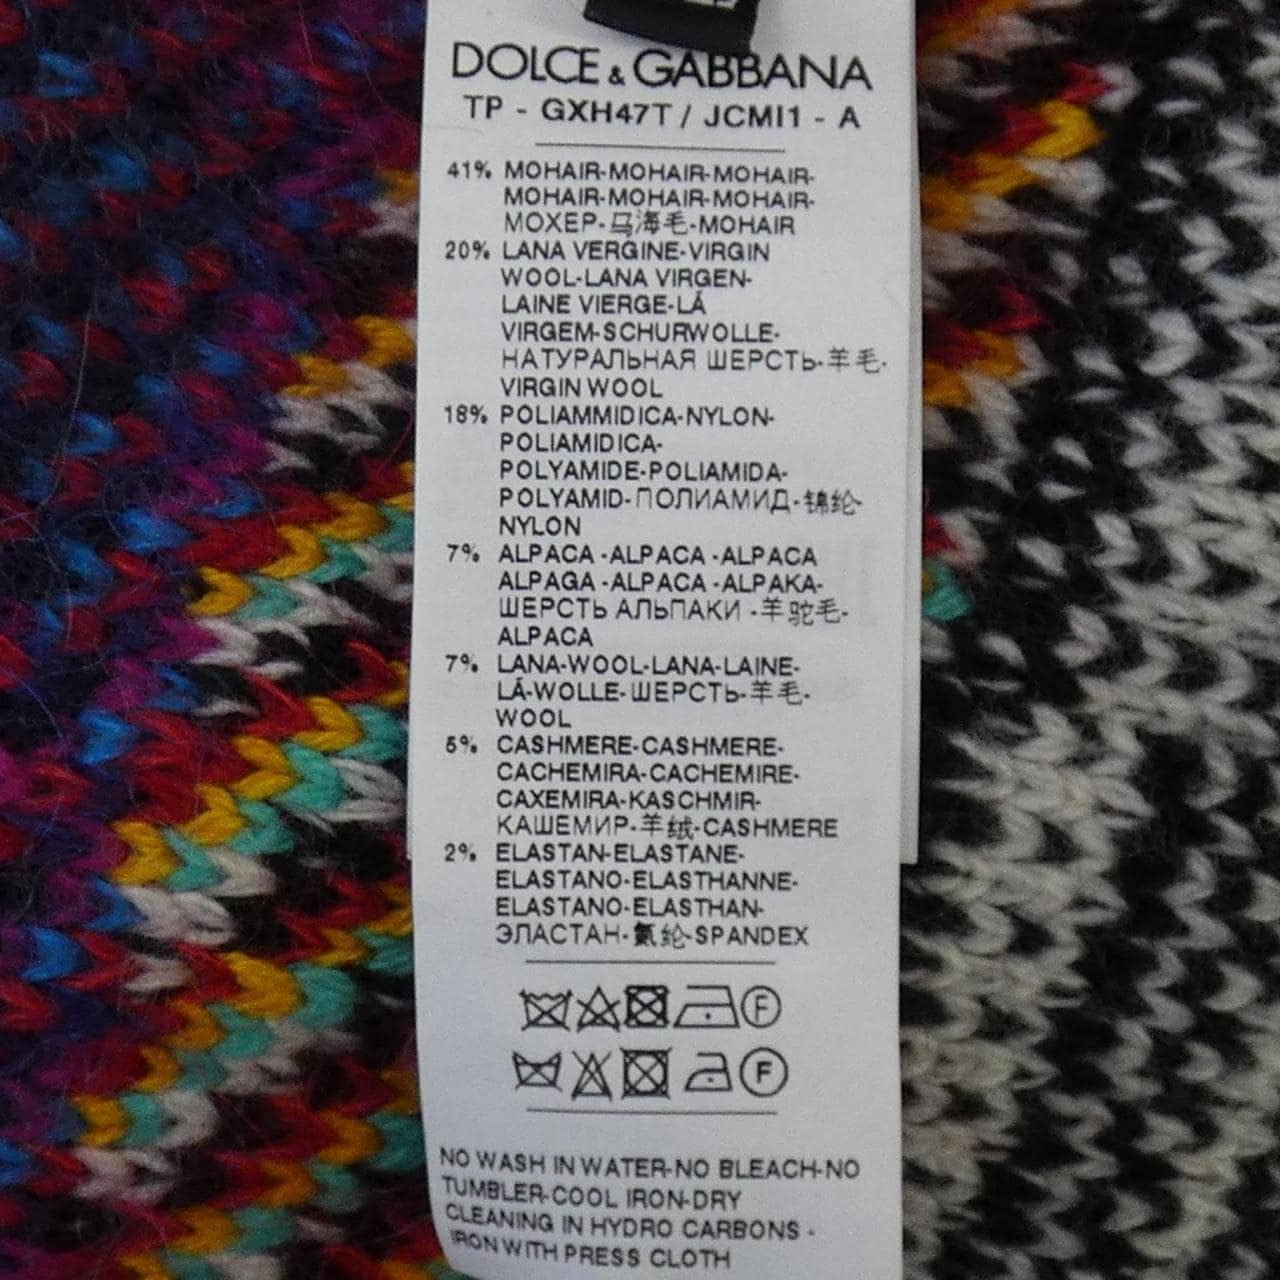 DOLCE & GABBANA
TP - GXH47T / JCMI1 - A
41% MOHAIR-MOHAIR-MOHAIR-
MOHAIR-MOHAIR-MOHAIR-
МОХЕР-马海毛-MOHAIR
20% LANA VERGINE-VIRGIN
WOOL-LANA VIRGEN-
LAINE VIERGE-LÃ
VIRGEM-SCHURWOLLE-
НАТУРАЛЬНАЯ ШЕРСТЬ-羊毛-
VIRGIN WOOL
18% POLIAMMIDICA-NYLON-
POLIAMIDICA-
POLYAMIDE-POLIAMIDA-
POLYAMID-ПОЛИАМИД-锦纶-
NYLON
7% ALPACA -ALPACA -ALPACA
ALPAGA -ALPACA -ALPAKA-
ШЕРСТЬ АЛЬПАКИ -羊驼毛-
ALPACA
7% LANA-WOOL-LANA-LAINE-
LÃ-WOLLE-ШЕРСТЬ-羊毛-
WOOL
5% CASHMERE-CASHMERE-
CACHEMIRA-CACHEMIRE-
CAXEMIRA-KASCHMIR-
КАШЕМИР-羊绒-CASHMERE
2% ELASTAN-ELASTANE-
ELASTANO-ELASTHANNE-
ELASTANO-ELASTHAN-
ЭЛАСТАН-氨纶-SPANDEX
F
F
NO WASH IN WATER-NO BLEACH-NO
TUMBLER-COOL IRON-DRY
CLEANING IN HYDRO CARBONS -
IRON WITH PRESS CLOTH